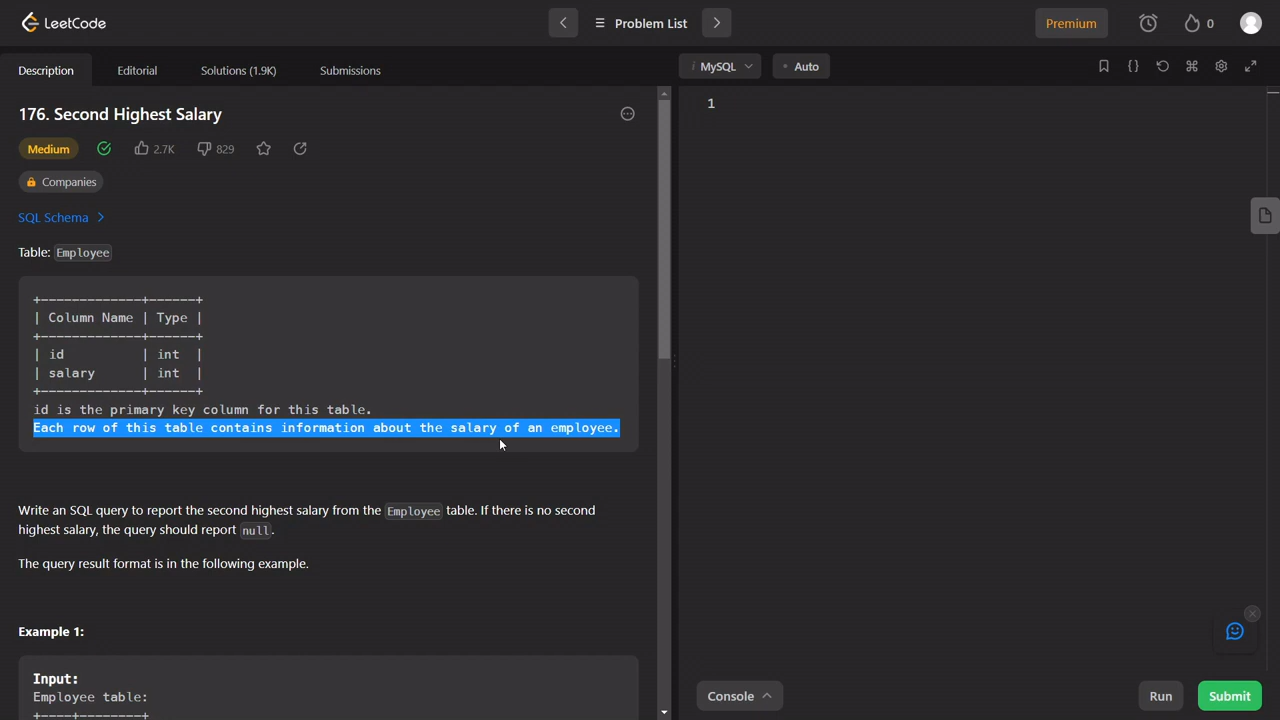 LeetCode
Problem List
Premium
0
Description
Editorial
Solutions (1.9K)
Submissions
i MySQL
Auto
{}
176. Second Highest Salary
1
Medium
2.7K
829
Companies
SQL Schema
Table: Employee
+-------------+------+
| Column Name | Type |
+-------------+------+
| id          | int  |
| salary      | int  |
+-------------+------+
id is the primary key column for this table.
Each row of this table contains information about the salary of an employee.
Write an SQL query to report the second highest salary from the Employee table. If there is no second
highest salary, the query should report null.
The query result format is in the following example.
Example 1:
Input:
Employee table:
+----+--------+
Console
Run
Submit